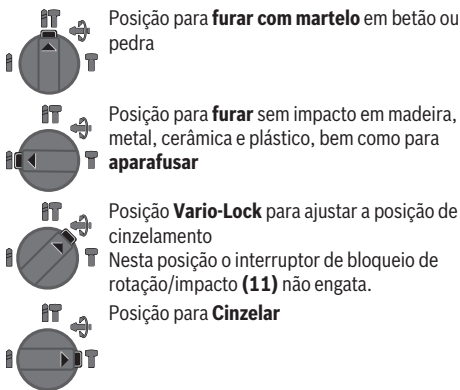 Posição para furar com martelo em betão ou
pedra
Posição para furar sem impacto em madeira,
metal, cerâmica e plástico, bem como para
aparafusar
Posição Vario-Lock para ajustar a posição de
cinzelamento
Nesta posição o interruptor de bloqueio de
rotação/impacto (11) não engata.
Posição para Cinzelar